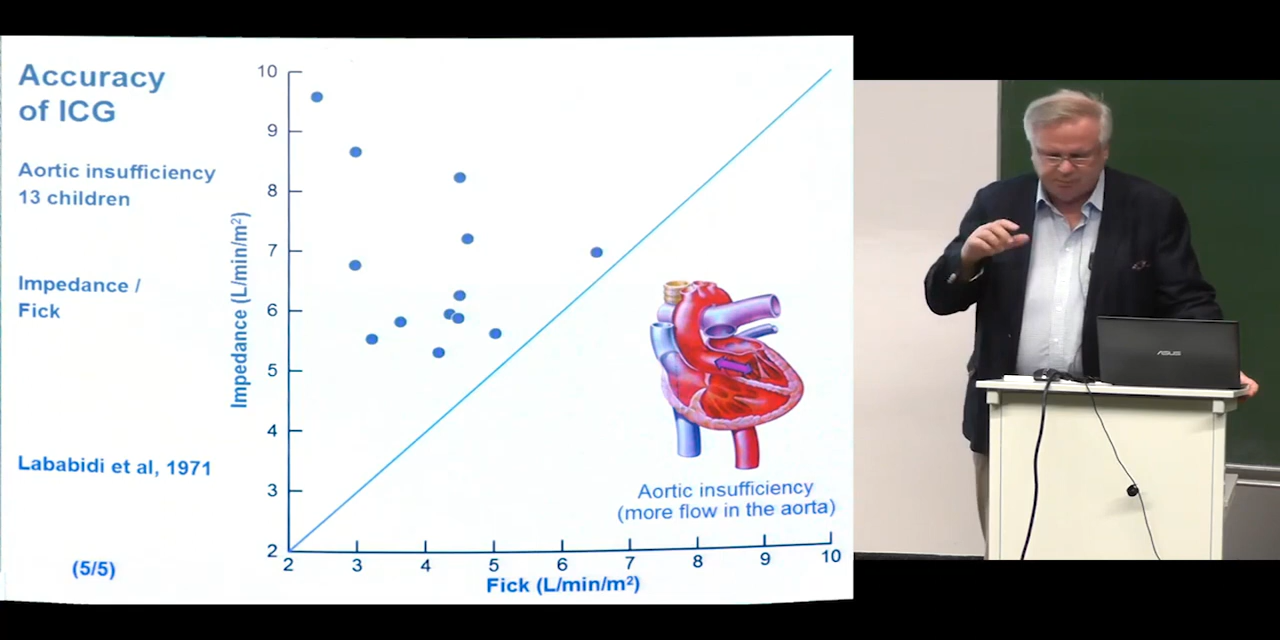 Accuracy
of ICG
Aortic insufficiency
13 children
Impedance /
Fick
Lababidi et al, 1971
(5/5)
Impedance (L/min/m²)
10
9
8
7
6
5
4
3
2
2 3 4 5 6 7 8 9 10
Fick (L/min/m²)
Aortic insufficiency
(more flow in the aorta)
ASUS